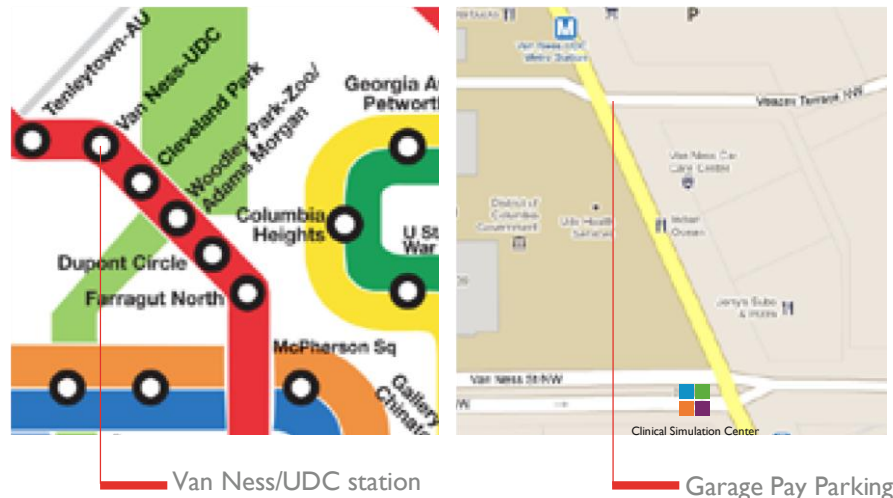 Tenleytown-AU
Van Ness-UDC
Cleveland Park
Woodley Park-Zoo/
Adams Morgan
Georgia A
Petworth
Columbia
Heights
U St
War
Dupont Circle
Farragut North
McPherson Sq
Gallery
Chinato
Van Ness/UDC station
P
M
Van Ness-UDC
Metro Station
Veazey Terrace NW
Van Ness Car
Care Center
District of
Columbia
Government
Udc Health
Services
Indian
Ocean
Jerry's Subs
& Pizza
Van Ness St NW
NW
Clinical Simulation Center
Garage Pay Parking